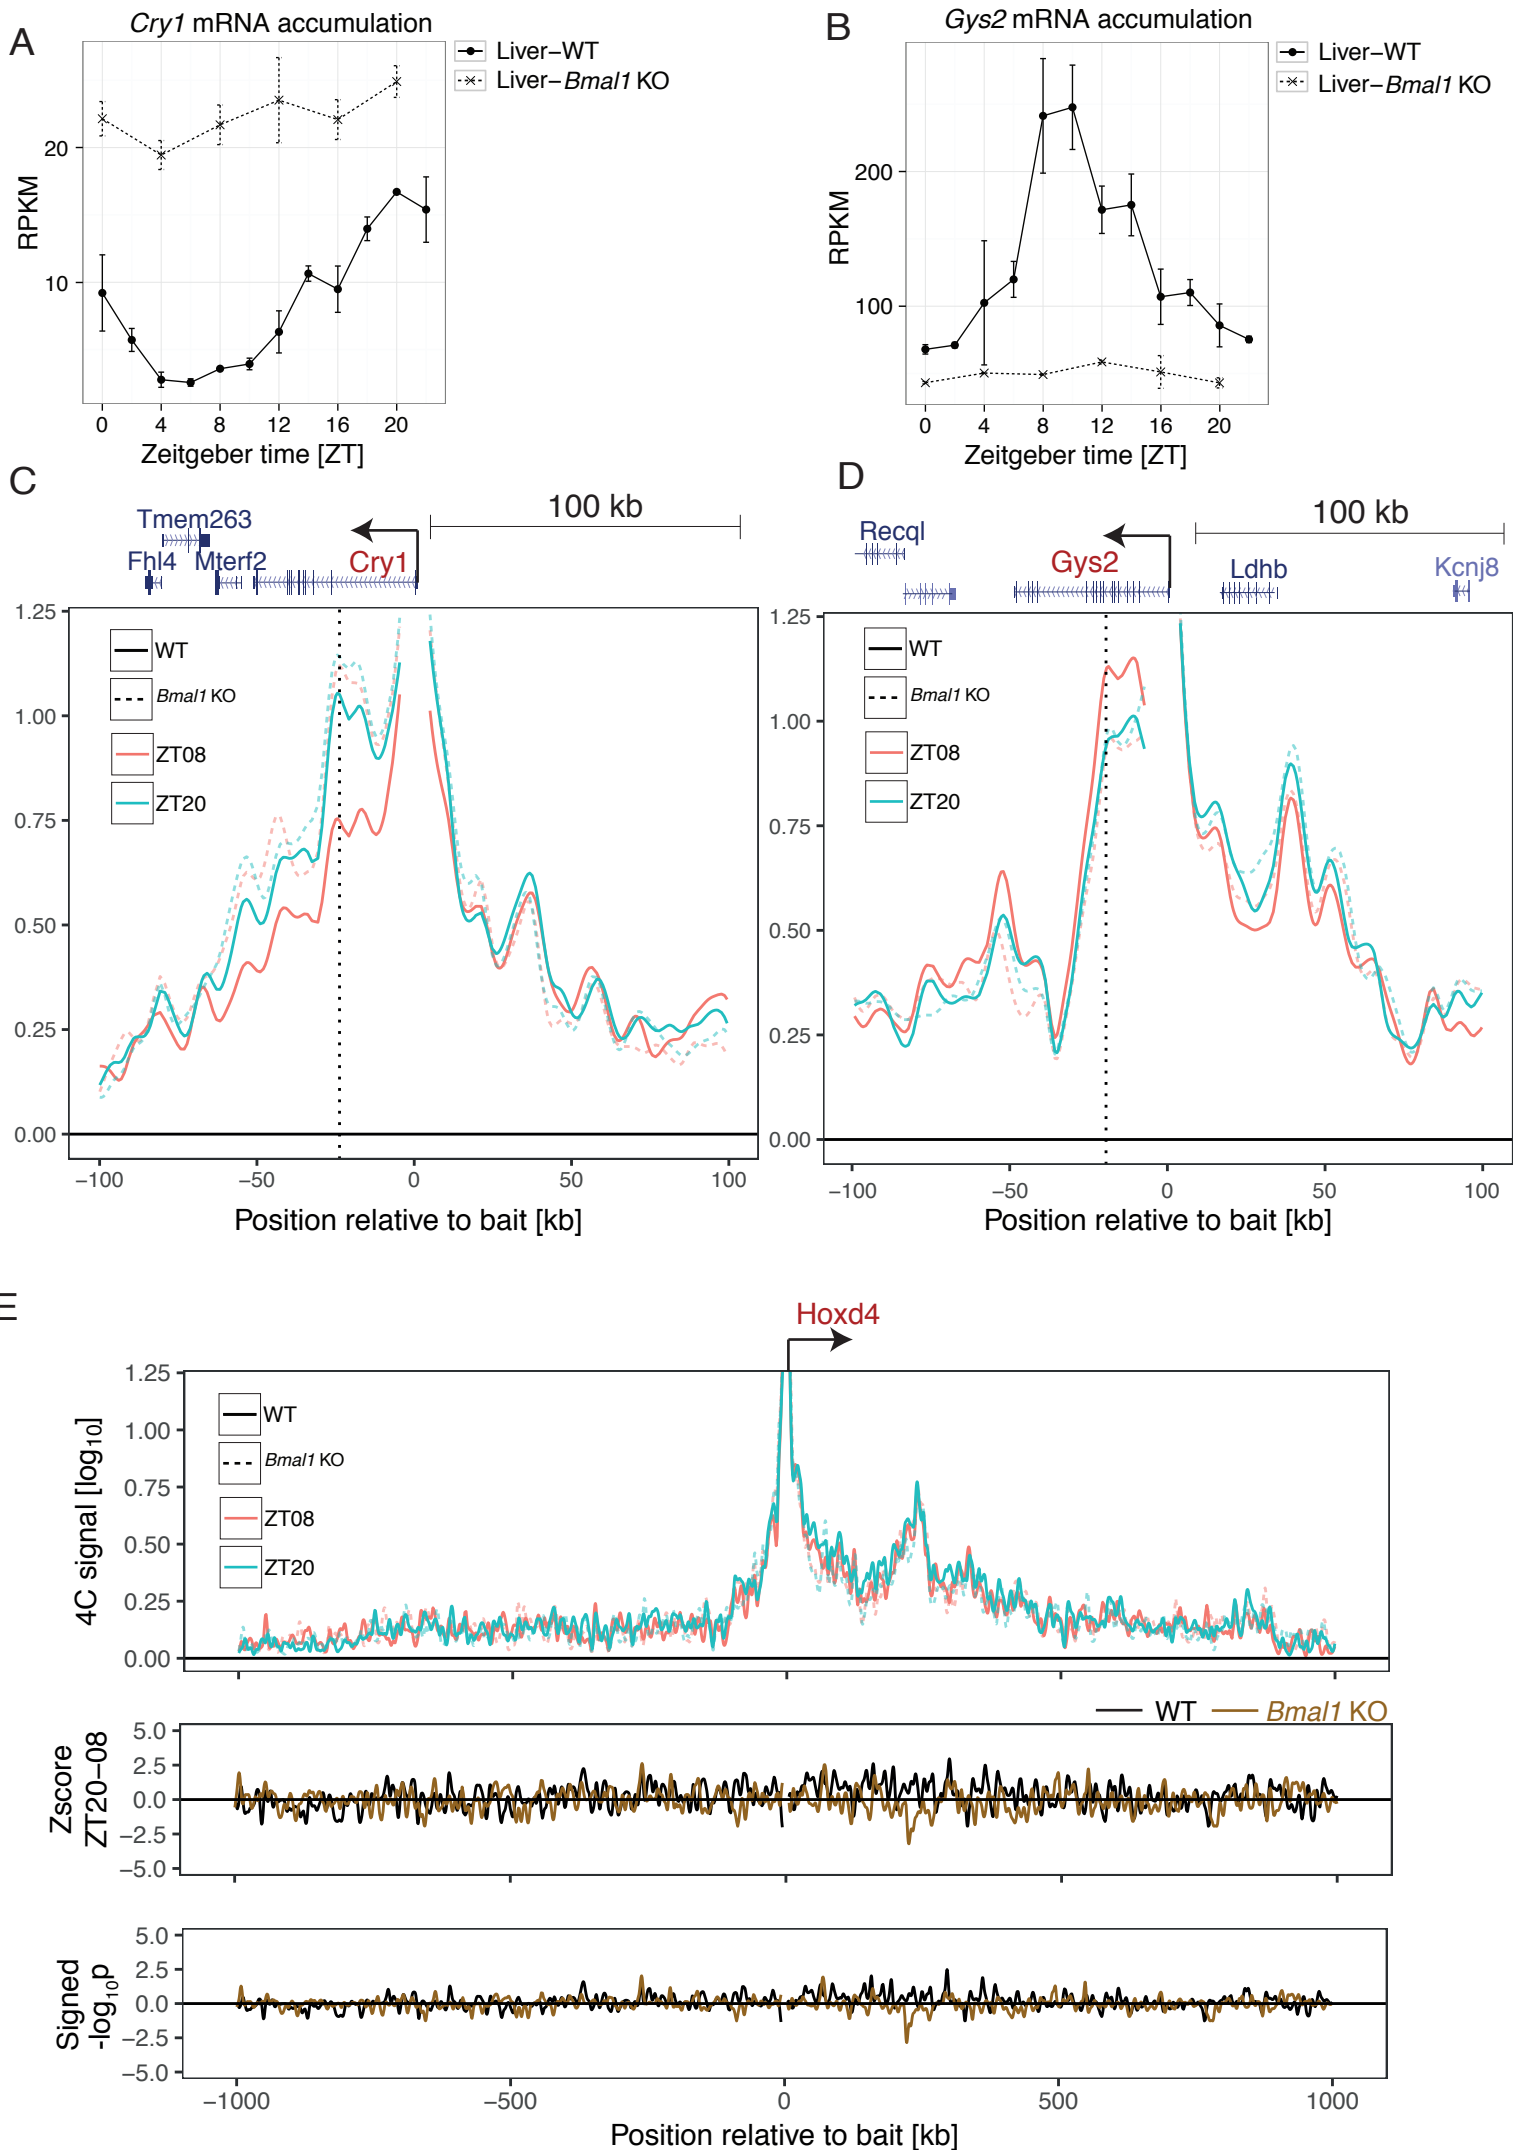 A
Cry1 mRNA accumulation
Liver−WT
Liver−Bmal1 KO
RPKM
20
10
0 4 8 12 16 20
Zeitgeber time [ZT]
B
Gys2 mRNA accumulation
Liver−WT
Liver−Bmal1 KO
RPKM
200
100
0 4 8 12 16 20
Zeitgeber time [ZT]
C
100 kb
Tmem263
Fhl4 Mterf2 Cry1
1.25
1.00
0.75
0.50
0.25
0.00
WT
Bmal1 KO
ZT08
ZT20
−100 −50 0 50 100
Position relative to bait [kb]
D
100 kb
Recql
Gys2 Ldhb Kcnj8
1.25
1.00
0.75
0.50
0.25
0.00
WT
Bmal1 KO
ZT08
ZT20
−100 −50 0 50 100
Position relative to bait [kb]
E
Hoxd4
4C signal [log10]
1.25
1.00
0.75
0.50
0.25
0.00
WT
Bmal1 KO
ZT08
ZT20
WT Bmal1 KO
Zscore
ZT20−08
5.0
2.5
0.0
−2.5
−5.0
Signed
-log10p
5.0
2.5
0.0
−2.5
−5.0
−1000 −500 0 500 1000
Position relative to bait [kb]